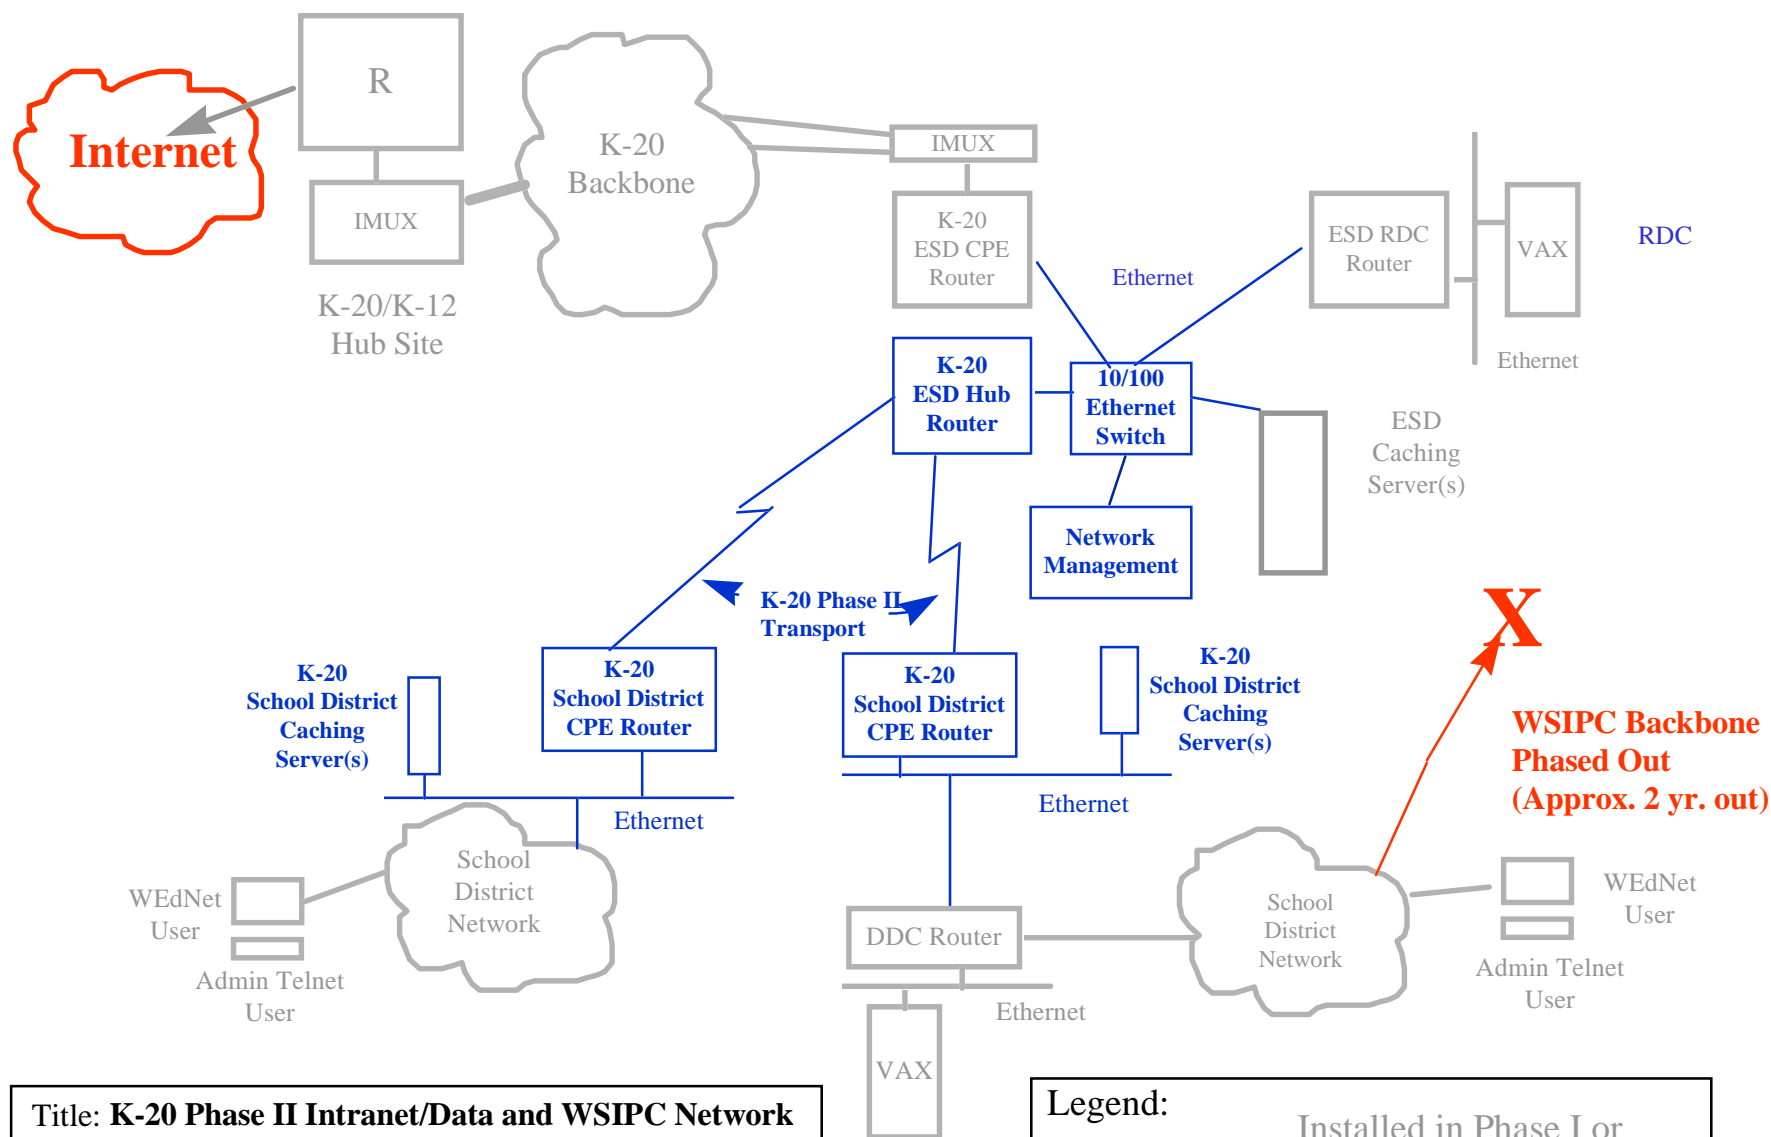 R
Internet
K-20
Backbone
IMUX
IMUX
K-20/K-12
Hub Site
K-20
ESD CPE
Router
Ethernet
ESD RDC
Router
VAX
RDC
Ethernet
K-20
ESD Hub
Router
10/100
Ethernet
Switch
ESD
Caching
Server(s)
Network
Management
K-20 Phase II
Transport
K-20
School District
Caching
Server(s)
K-20
School District
CPE Router
K-20
School District
CPE Router
K-20
School District
Caching
Server(s)
X
WSIPC Backbone
Phased Out
(Approx. 2 yr. out)
Ethernet
Ethernet
School
District
Network
WEdNet
User
Admin Telnet
User
DDC Router
Ethernet
VAX
School
District
Network
WEdNet
User
Admin Telnet
User
Title: K-20 Phase II Intranet/Data and WSIPC Network
Legend:
Installed in Phase I or